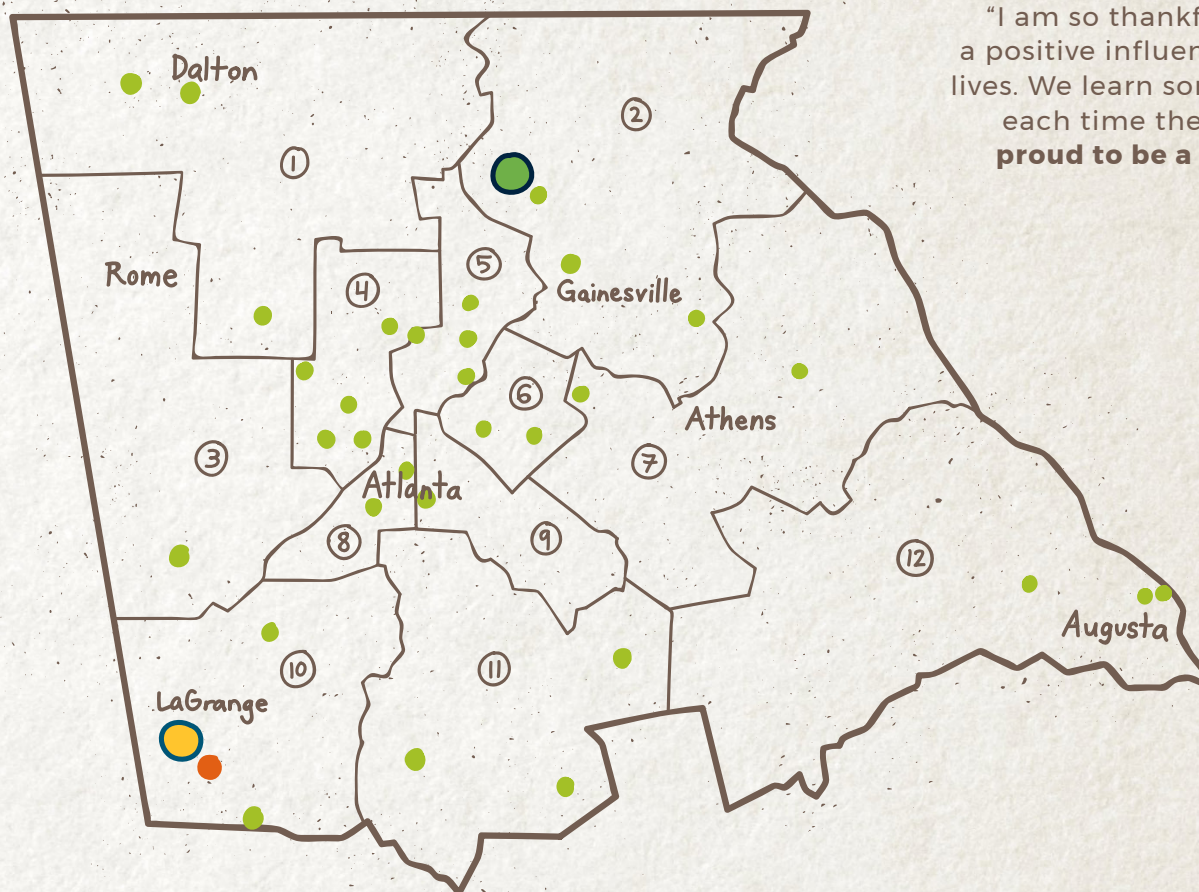 “I am so thankf
a positive influen
lives. We learn so
each time the
proud to be a
Dalton
2
1
Rome
5
4
Gainesville
6
Athens
3
7
Atlanta
8
9
12
Augusta
10
11
LaGrange